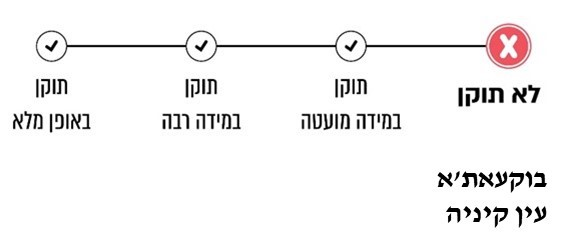 לא תוקן
תוקן
במידה מועטה
תוקן
במידה רבה
תוקן
באופן מלא
בוקעאת'א
עין קיניה